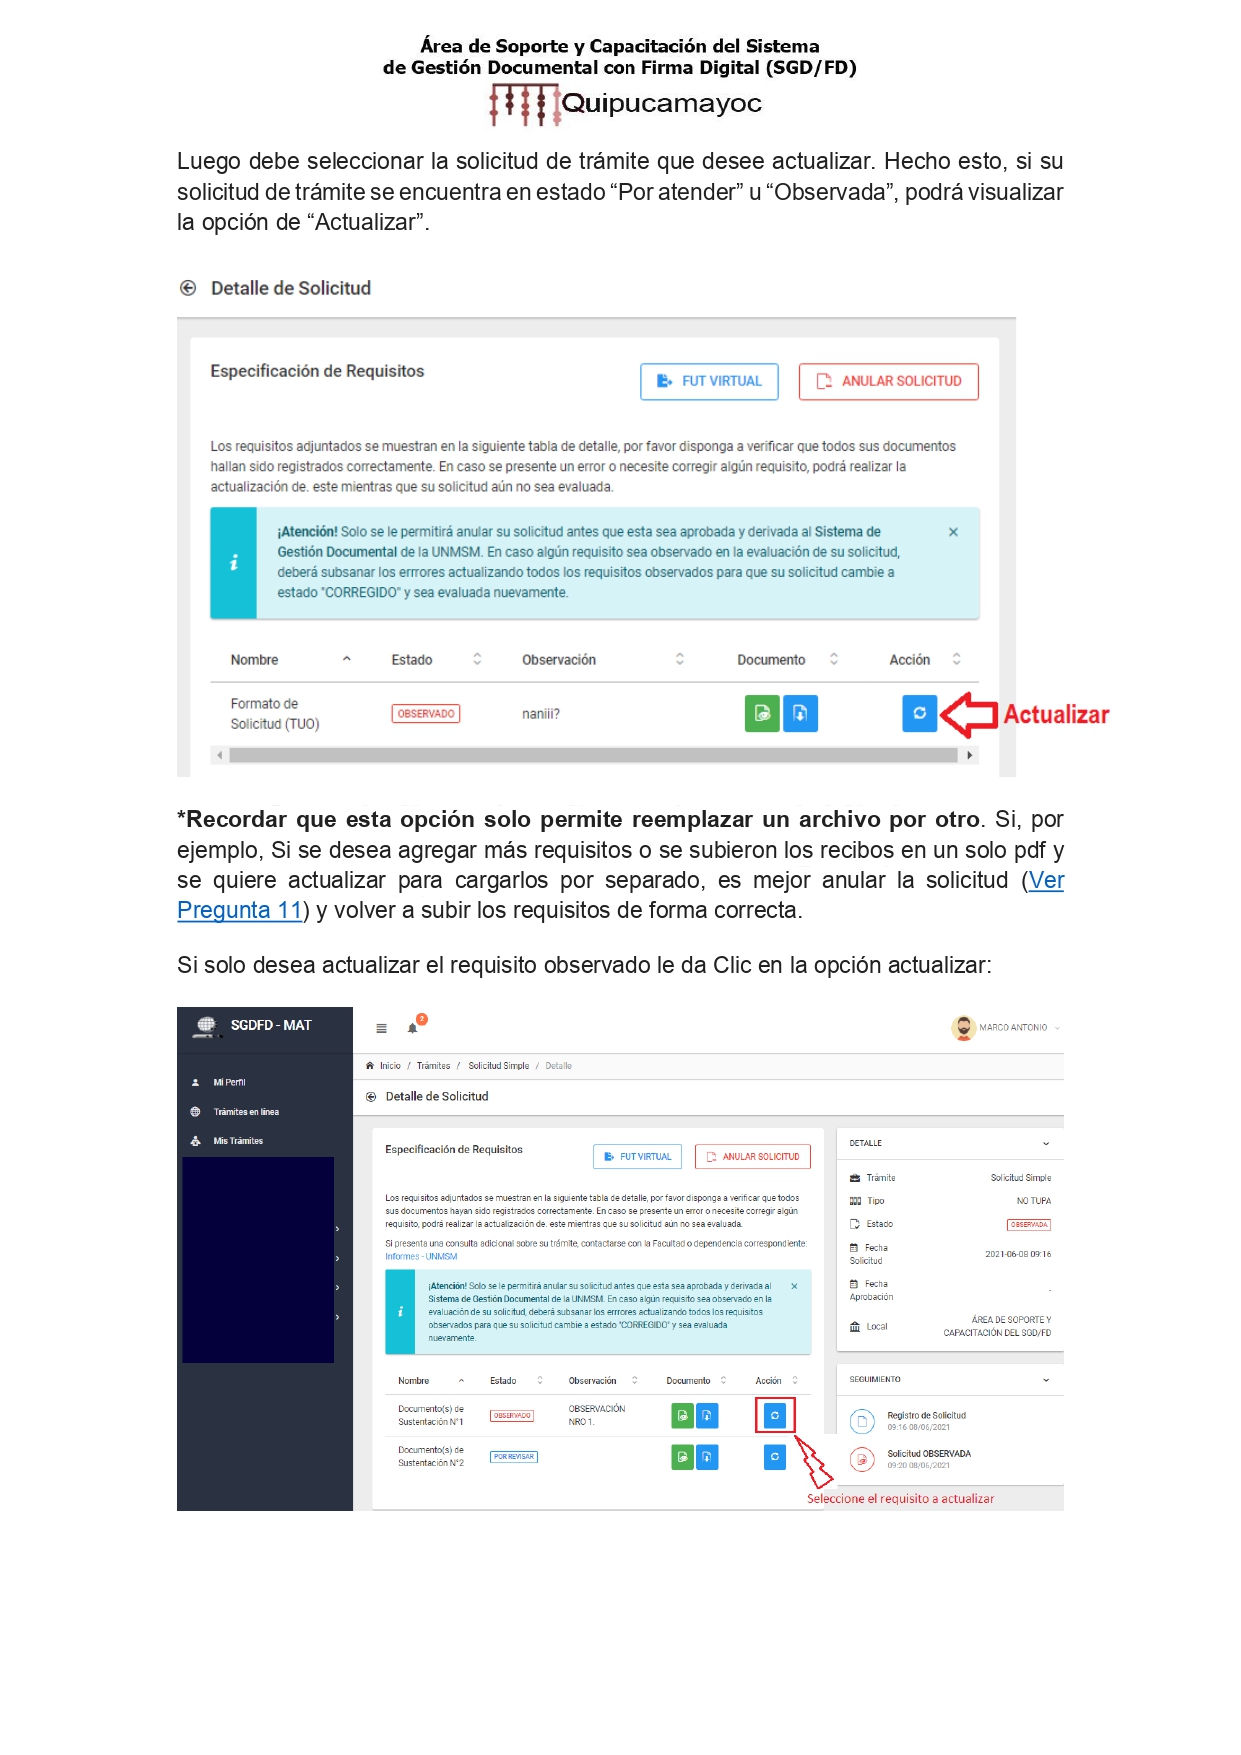 Área de Soporte y Capacitación del Sistema
de Gestión Documental con Firma Digital (SGD/FD)
Quipucamayoc
Luego debe seleccionar la solicitud de trámite que desee actualizar. Hecho esto, si su
solicitud de trámite se encuentra en estado “Por atender” u “Observada”, podrá visualizar
la opción de “Actualizar”.
Detalle de Solicitud
Especificación de Requisitos
FUT VIRTUAL
ANULAR SOLICITUD
Los requisitos adjuntados se muestran en la siguiente tabla de detalle, por favor disponga a verificar que todos sus documentos
hallan sido registrados correctamente. En caso se presente un error o necesite corregir algún requisito, podrá realizar la
actualización de. este mientras que su solicitud aún no sea evaluada.
¡Atención! Solo se le permitirá anular su solicitud antes que esta sea aprobada y derivada al Sistema de
Gestión Documental de la UNMSM. En caso algún requisito sea observado en la evaluación de su solicitud,
deberá subsanar los errrores actualizando todos los requisitos observados para que su solicitud cambie a
estado "CORREGIDO" y sea evaluada nuevamente.
Nombre Estado Observación Documento Acción
Formato de
Solicitud (TUO)
OBSERVADO
naniii?
Actualizar
*Recordar que esta opción solo permite reemplazar un archivo por otro. Si, por
ejemplo, Si se desea agregar más requisitos o se subieron los recibos en un solo pdf y
se quiere actualizar para cargarlos por separado, es mejor anular la solicitud (Ver
Pregunta 11) y volver a subir los requisitos de forma correcta.
Si solo desea actualizar el requisito observado le da Clic en la opción actualizar:
SGDFD - MAT
2
MARCO ANTONIO
Mi Perfil
Trámites en línea
Mis Trámites
Inicio / Trámites / Solicitud Simple / Detalle
Detalle de Solicitud
Especificación de Requisitos
FUT VIRTUAL
ANULAR SOLICITUD
Los requisitos adjuntados se muestran en la siguiente tabla de detalle, por favor disponga a verificar que todos
sus documentos hayan sido registrados correctamente. En caso se presente un error o necesite corregir algún
requisito, podrá realizar la actualización de. este mientras que su solicitud aún no sea evaluada.
Si presenta una consulta adicional sobre su trámite, contactarse con la Facultad o dependencia correspondiente:
Informes - UNMSM
¡Atención! Solo se le permitirá anular su solicitud antes que esta sea aprobada y derivada al
Sistema de Gestión Documental de la UNMSM. En caso algún requisito sea observado en la
evaluación de su solicitud, deberá subsanar los errrores actualizando todos los requisitos
observados para que su solicitud cambie a estado "CORREGIDO" y sea evaluada
nuevamente.
Nombre Estado Observación Documento Acción
Documento(s) de
Sustentación N°1
OBSERVADO
OBSERVACIÓN
NRO 1.
Documento(s) de
Sustentación N°2
POR REVISAR
DETALLE
Trámite Solicitud Simple
Tipo NO TUPA
Estado OBSERVADA
Fecha
Solicitud
2021-06-08 09:16
Fecha
Aprobación
-
Local
ÁREA DE SOPORTE Y
CAPACITACIÓN DEL SGD/FD
SEGUIMIENTO
Registro de Solicitud
09:16 08/06/2021
Solicitud OBSERVADA
09:20 08/06/2021
Seleccione el requisito a actualizar